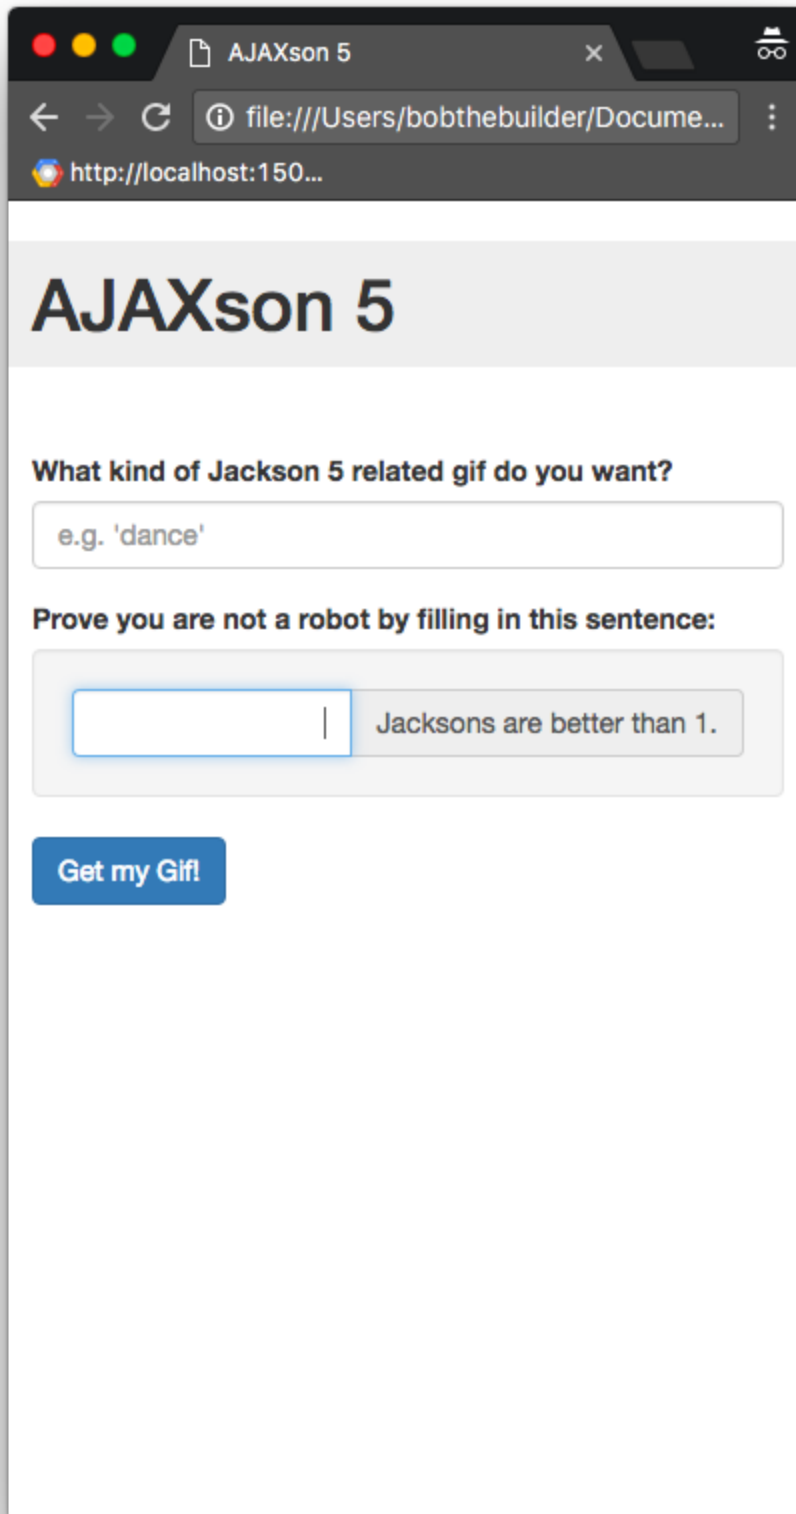 AJAXson 5
file:///Users/bobthebuilder/Docume...
http://localhost:150...
AJAXson 5
What kind of Jackson 5 related gif do you want?
e.g. 'dance'
Prove you are not a robot by filling in this sentence:
Jacksons are better than 1.
Get my Gif!